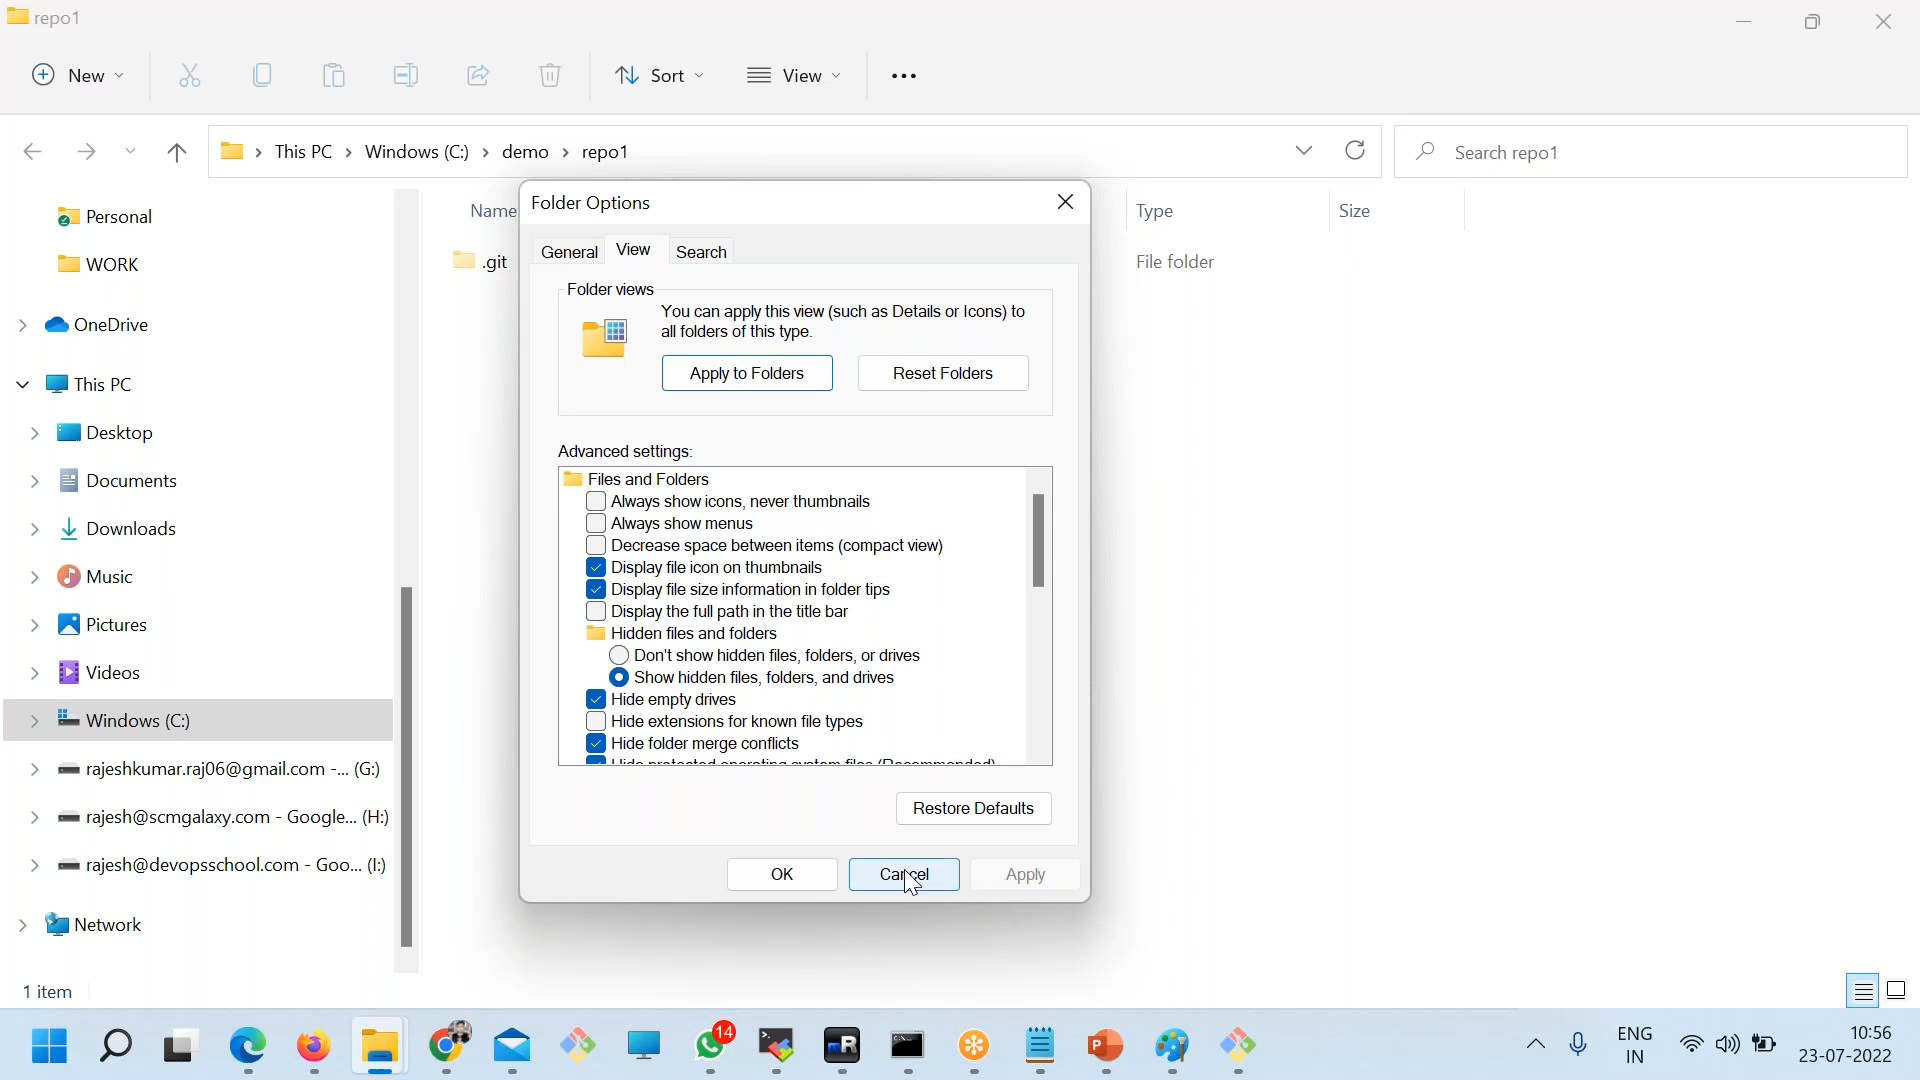 repo1
New
Sort
View
This PC > Windows (C:) > demo > repo1
Search repo1
Personal
WORK
OneDrive
This PC
Desktop
Documents
Downloads
Music
Pictures
Videos
Windows (C:)
rajeshkumar.raj06@gmail.com -... (G:)
rajesh@scmgalaxy.com - Google... (H:)
rajesh@devopsschool.com - Goo... (I:)
Network
Name
Type
Size
.git
File folder
Folder Options
General
View
Search
Folder views
You can apply this view (such as Details or Icons) to
all folders of this type.
Apply to Folders
Reset Folders
Advanced settings:
Files and Folders
Always show icons, never thumbnails
Always show menus
Decrease space between items (compact view)
Display file icon on thumbnails
Display file size information in folder tips
Display the full path in the title bar
Hidden files and folders
Don't show hidden files, folders, or drives
Show hidden files, folders, and drives
Hide empty drives
Hide extensions for known file types
Hide folder merge conflicts
Hide protected operating system files (Recommended)
Restore Defaults
OK
Cancel
Apply
1 item
14
ENG
IN
10:56
23-07-2022